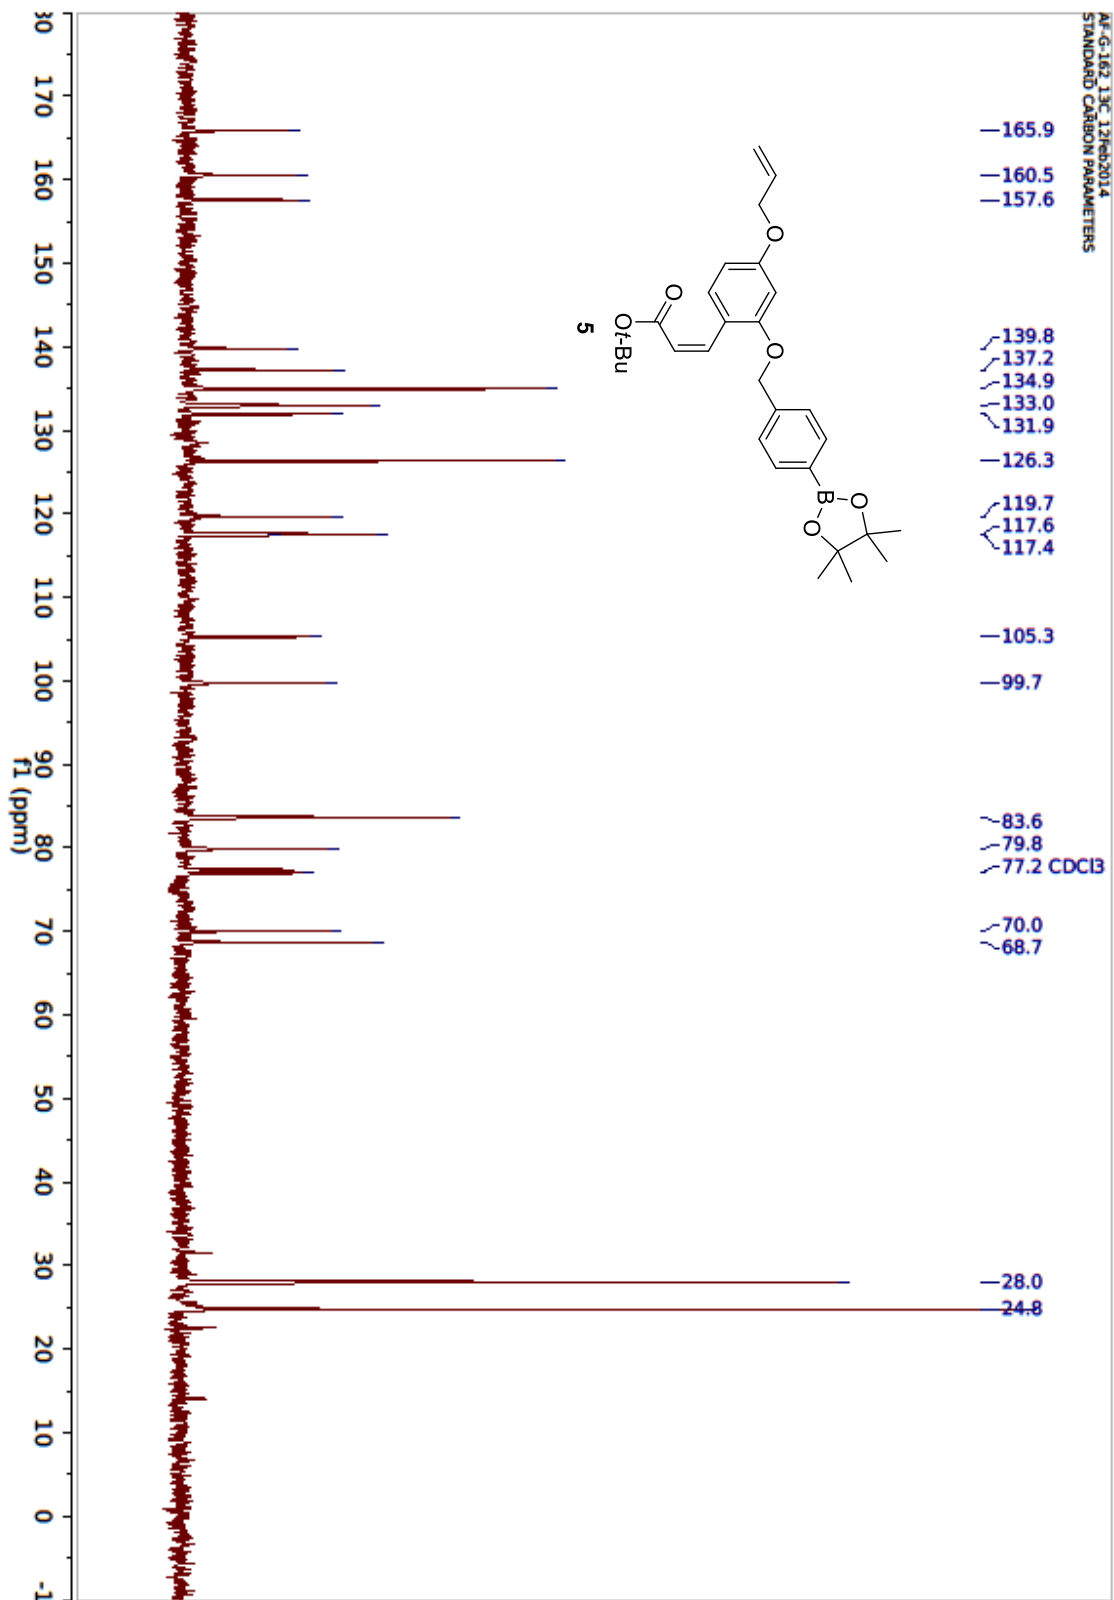 AF-G-162_13C_12Feb2014
STANDARD CARBON PARAMETERS
165.9
160.5
157.6
139.8
137.2
134.9
133.0
131.9
126.3
119.7
117.6
117.4
105.3
99.7
83.6
79.8
77.2 CDCl3
70.0
68.7
28.0
24.8
O
O
O
Ot-Bu
B
O
O
5
30 170 160 150 140 130 120 110 100 90 80 70 60 50 40 30 20 10 0 -1
f1 (ppm)